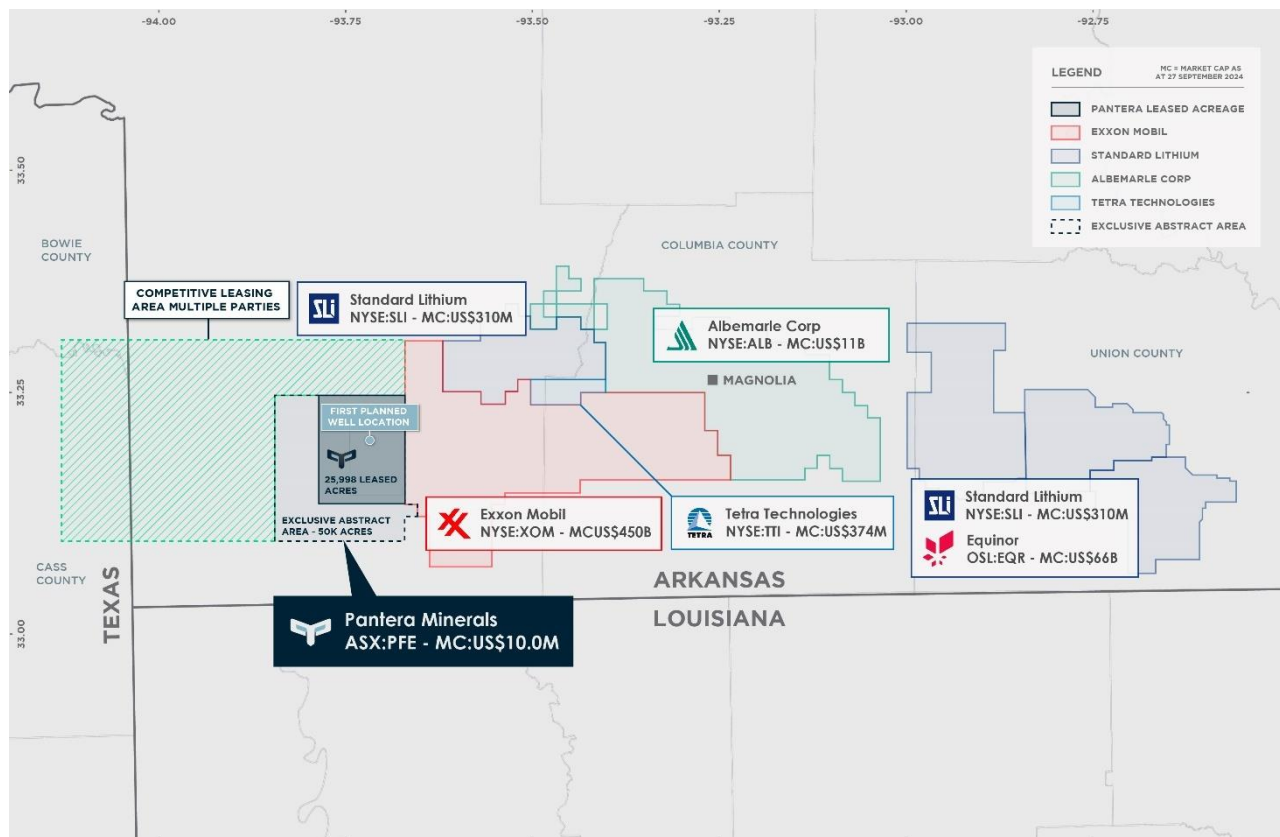 -94.00
-93.75
-93.50
-93.25
-93.00
-92.75
33.50
33.25
33.00
LEGEND
MC = MARKET CAP AS
AT 27 SEPTEMBER 2024
PANTERA LEASED ACREAGE
EXXON MOBIL
STANDARD LITHIUM
ALBEMARLE CORP
TETRA TECHNOLOGIES
EXCLUSIVE ABSTRACT AREA
BOWIE
COUNTY
COLUMBIA COUNTY
COMPETITIVE LEASING
AREA MULTIPLE PARTIES
SLi
Standard Lithium
NYSE:SLI - MC:US$310M
Albemarle Corp
NYSE:ALB - MC:US$11B
UNION COUNTY
MAGNOLIA
FIRST PLANNED
WELL LOCATION
25,998 LEASED
ACRES
EXCLUSIVE ABSTRACT
AREA - 50K ACRES
Exxon Mobil
NYSE:XOM - MCUS$450B
TETRA
Tetra Technologies
NYSE:TTI - MC:US$374M
SLi
Standard Lithium
NYSE:SLI - MC:US$310M
Equinor
OSL:EQR - MC:US$66B
CASS
COUNTY
TEXAS
ARKANSAS
LOUISIANA
Pantera Minerals
ASX:PFE - MC:US$10.0M